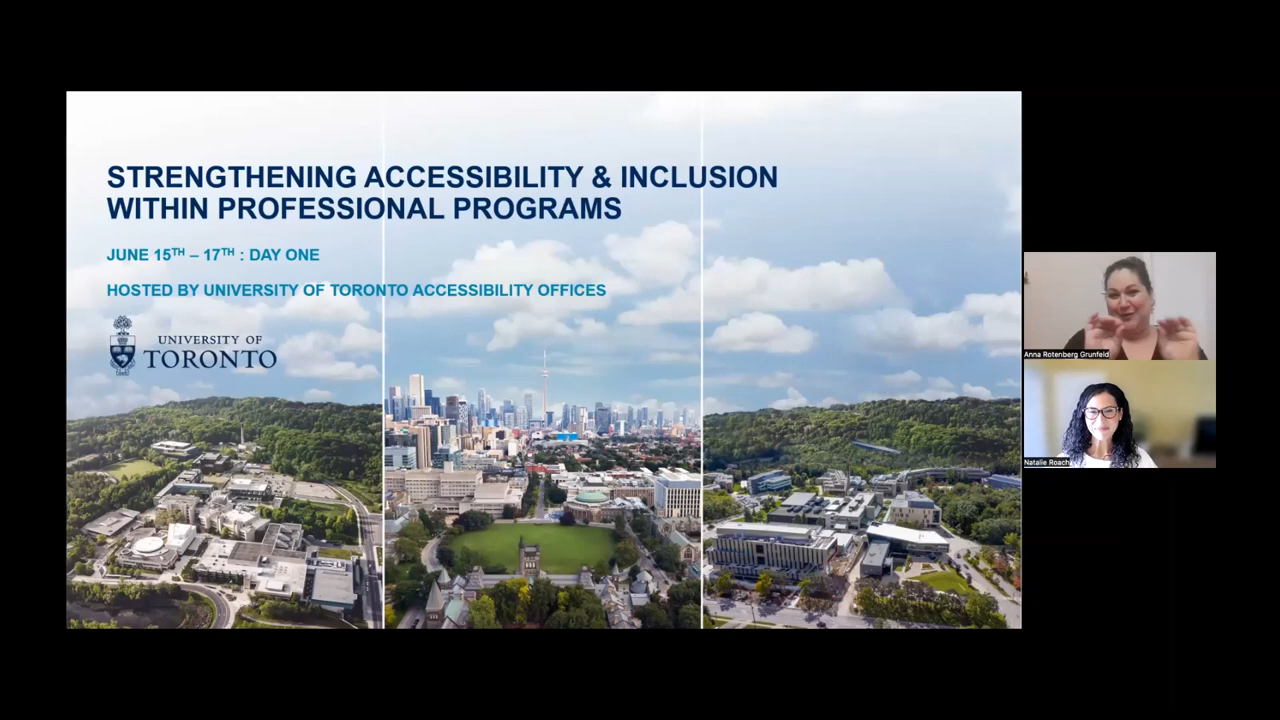 STRENGTHENING ACCESSIBILITY & INCLUSION
WITHIN PROFESSIONAL PROGRAMS
JUNE 15TH – 17TH : DAY ONE
HOSTED BY UNIVERSITY OF TORONTO ACCESSIBILITY OFFICES
UNIVERSITY OF
TORONTO
Anna Rotenberg Grunfeld
Natalie Roach